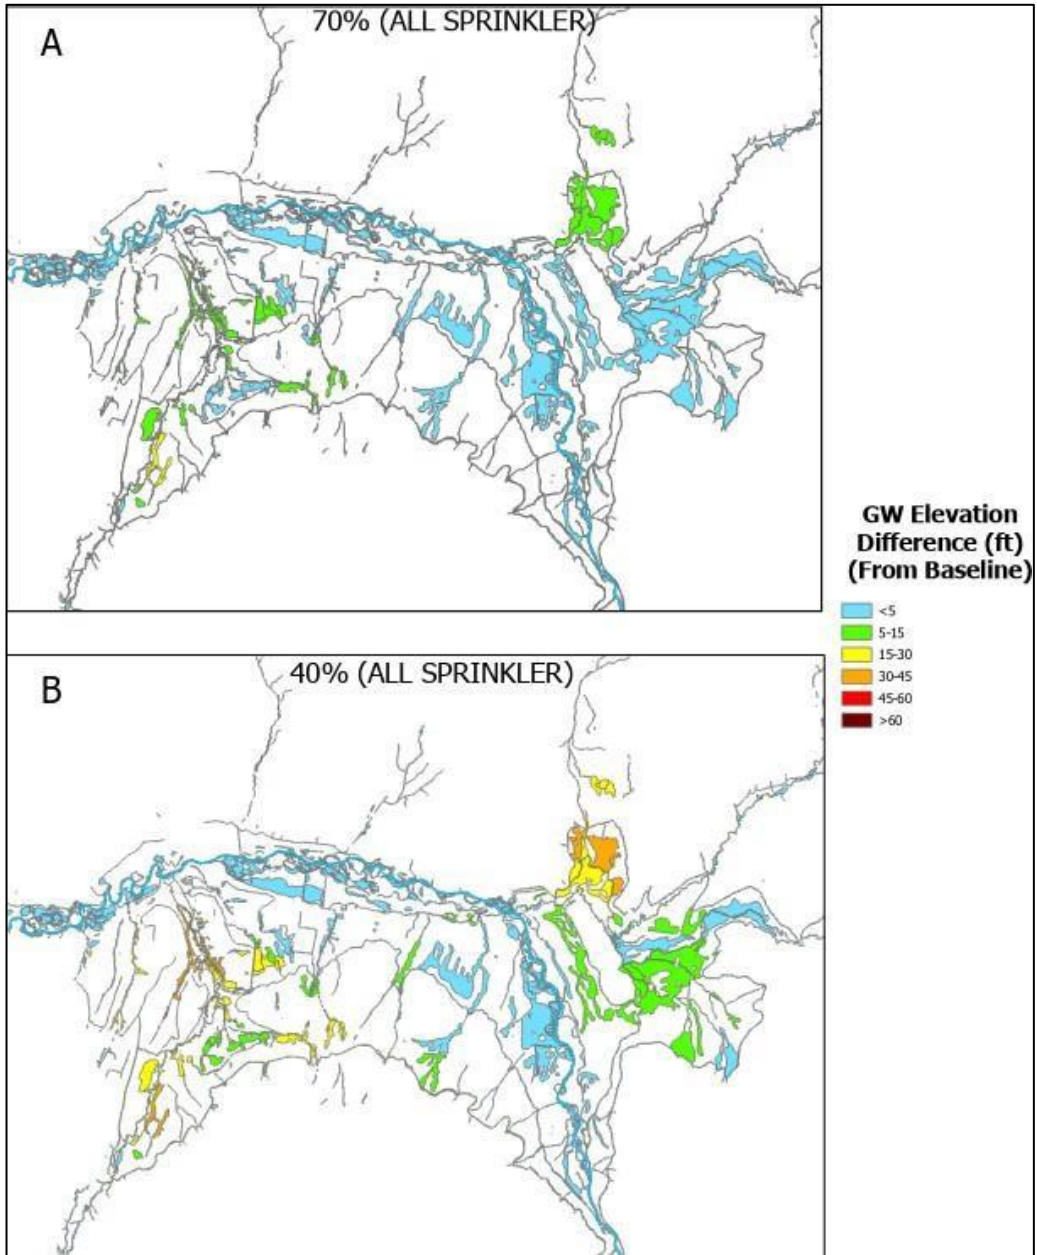 A
70% (ALL SPRINKLER)
GW Elevation
Difference (ft)
(From Baseline)
<5
5-15
15-30
30-45
45-60
>60
B
40% (ALL SPRINKLER)